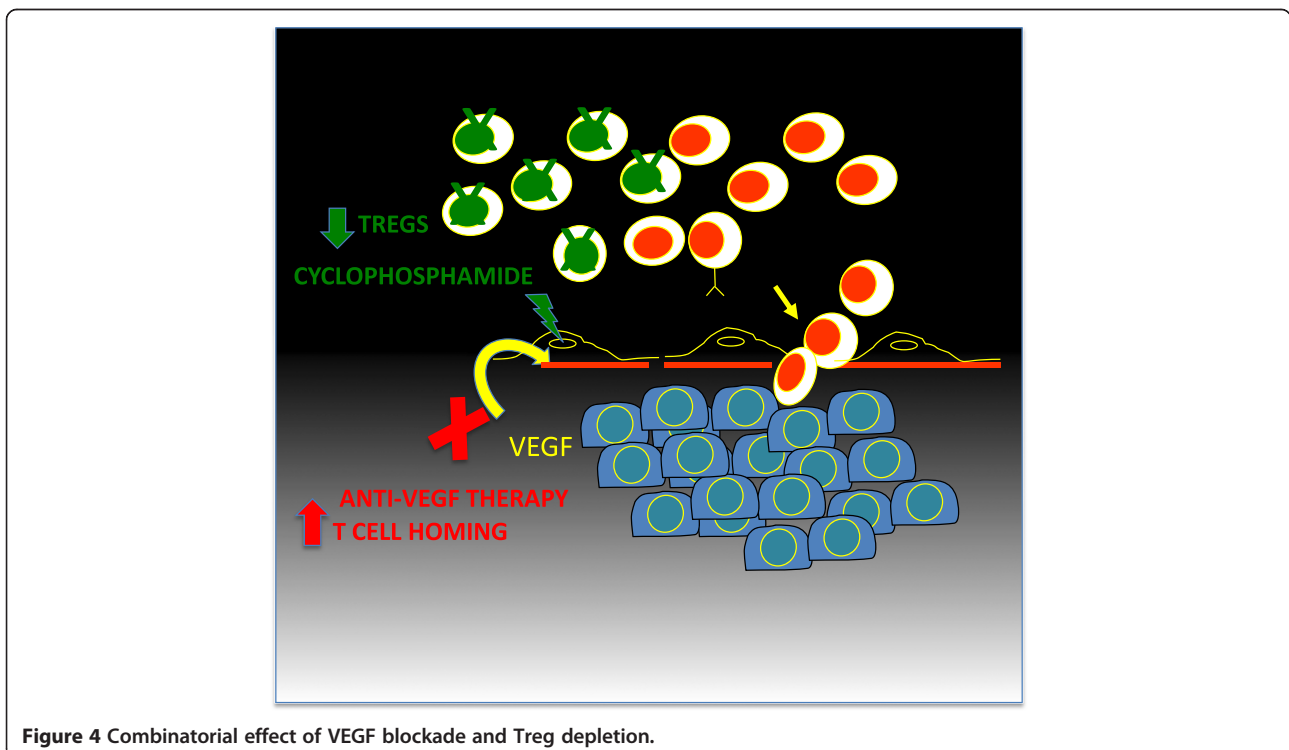 TREGS
CYCLOPHOSPHAMIDE
VEGF
ANTI-VEGF THERAPY
T CELL HOMING
Figure 4 Combinatorial effect of VEGF blockade and Treg depletion.